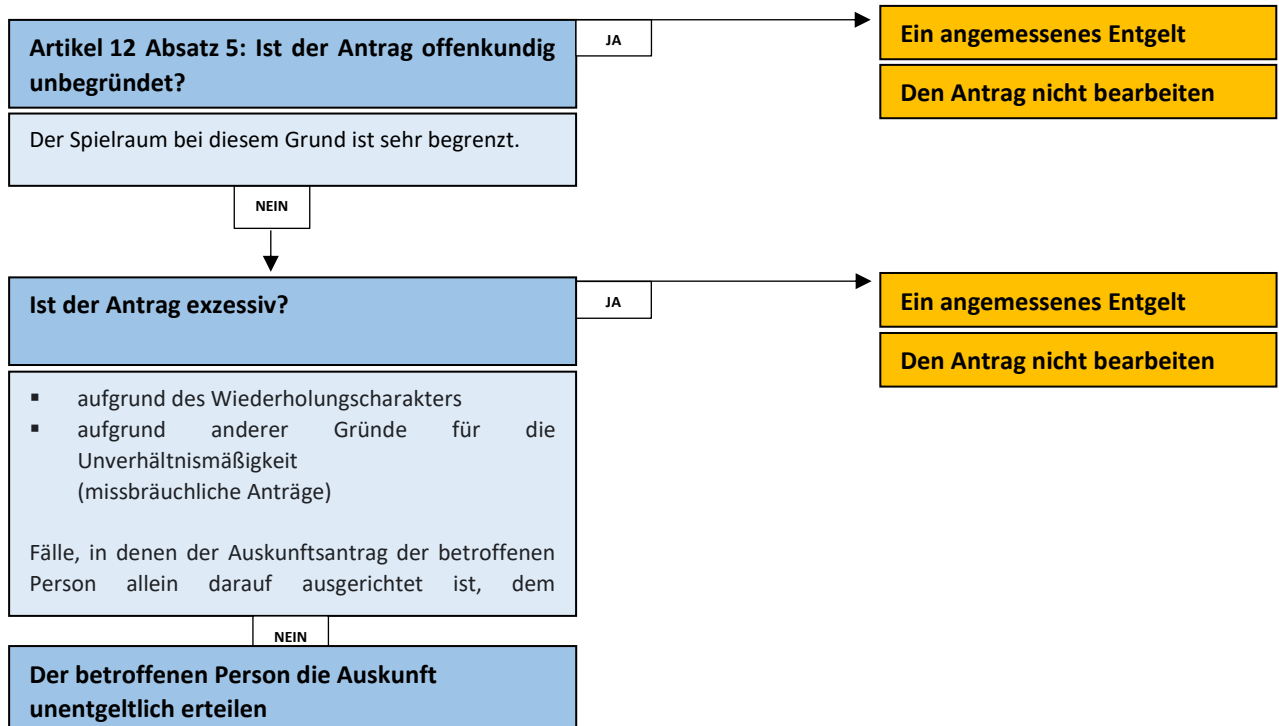 Artikel 12 Absatz 5: Ist der Antrag offenkundig
unbegründet?
JA
Ein angemessenes Entgelt
Den Antrag nicht bearbeiten
Der Spielraum bei diesem Grund ist sehr begrenzt.
NEIN
Ist der Antrag exzessiv?
JA
Ein angemessenes Entgelt
Den Antrag nicht bearbeiten
▪ aufgrund des Wiederholungscharakters
▪ aufgrund anderer Gründe für die
Unverhältnismäßigkeit
(missbräuchliche Anträge)
Fälle, in denen der Auskunftsantrag der betroffenen
Person allein darauf ausgerichtet ist, dem
NEIN
Der betroffenen Person die Auskunft
unentgeltlich erteilen